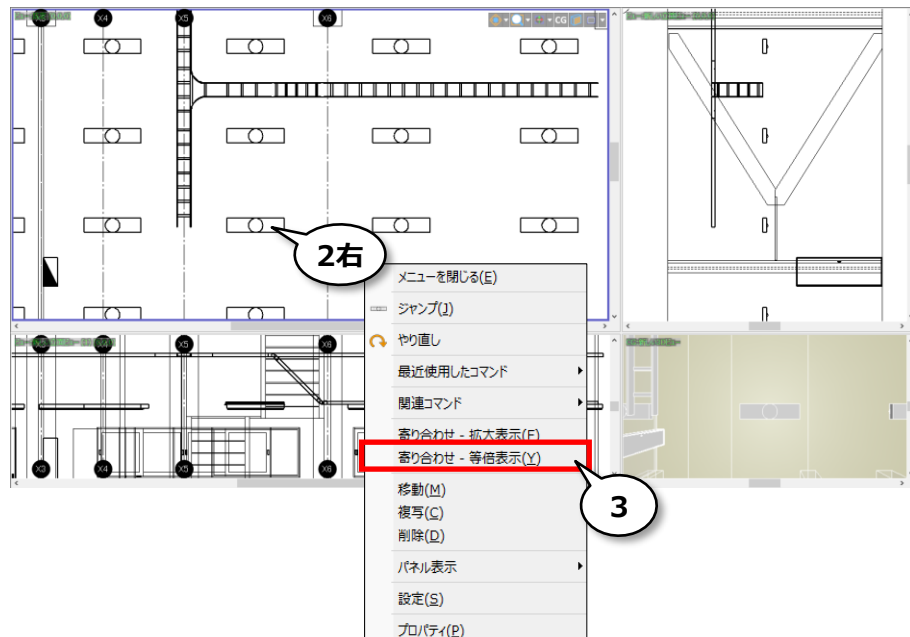 X3
X4
X5
X6
CG
2右
メニューを閉じる(E)
ジャンプ(J)
やり直し
最近使用したコマンド
関連コマンド
寄り合わせ - 拡大表示(F)
寄り合わせ - 等倍表示(Y)
移動(M)
複写(C)
削除(D)
パネル表示
設定(S)
プロパティ(P)
3
X5
X6
X3
X4
X5
X6